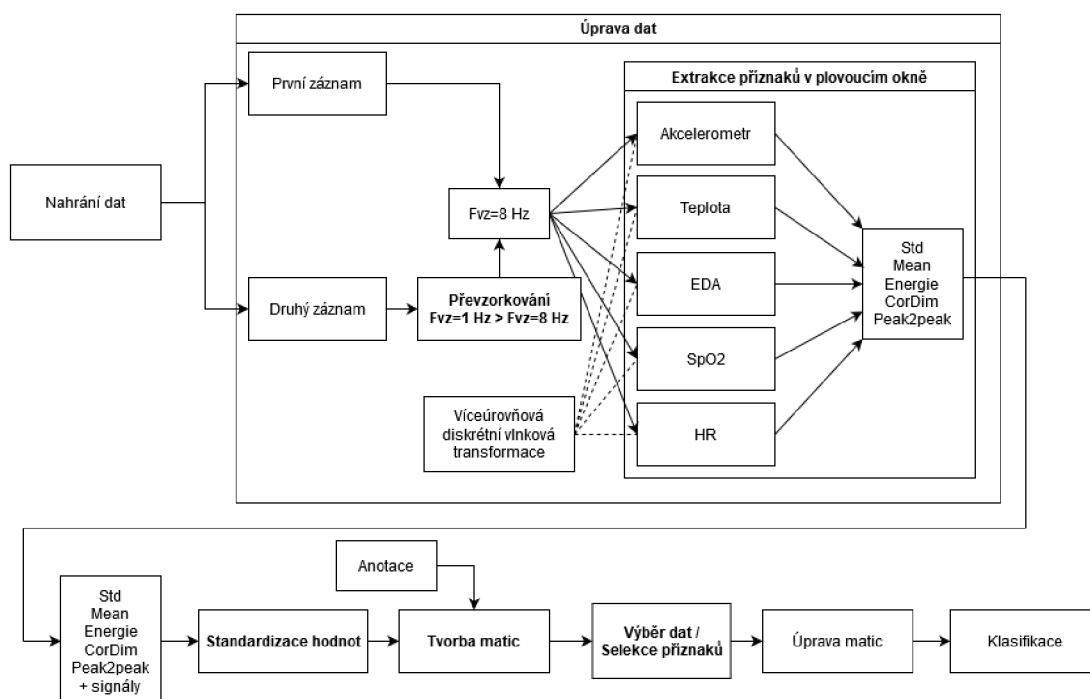 Úprava dat
První záznam
Extrakce příznaků v plovoucím okně
Akcelerometr
Nahrání dat
Fvz=8 Hz
Teplota
Std
Mean
Energie
CorDim
Peak2peak
EDA
Druhý záznam
Převzorkování
Fvz=1 Hz > Fvz=8 Hz
SpO2
Víceúrovňová
diskrétní vlnková
transformace
HR
Anotace
Std
Mean
Energie
CorDim
Peak2peak
+ signály
Standardizace hodnot
Tvorba matic
Výběr dat /
Selekce příznaků
Úprava matic
Klasifikace